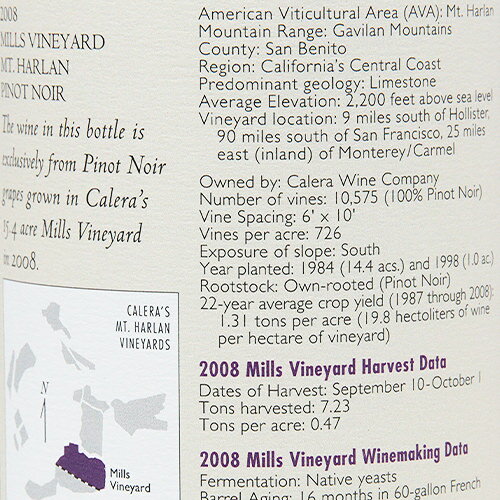 2008
MILLS VINEYARD
MT. HARLAN
PINOT NOIR
The wine in this bottle is
exclusively from Pinot Noir
grapes grown in Calera's
15.4 acre Mills Vineyard
in 2008.
CALERA'S
MT. HARLAN
VINEYARDS
N
Mills
Vineyard
American Viticultural Area (AVA): Mt. Harlan
Mountain Range: Gavilan Mountains
County: San Benito
Region: California's Central Coast
Predominant geology: Limestone
Average Elevation: 2,200 feet above sea level
Vineyard location: 9 miles south of Hollister,
90 miles south of San Francisco, 25 miles
east (inland) of Monterey/Carmel
Owned by: Calera Wine Company
Number of vines: 10,575 (100% Pinot Noir)
Vine Spacing: 6' x 10'
Vines per acre: 726
Exposure of slope: South
Year planted: 1984 (14.4 acs.) and 1998 (1.0 ac.)
Rootstock: Own-rooted (Pinot Noir)
22-year average crop yield (1987 through 2008):
1.31 tons per acre (19.8 hectoliters of wine
per hectare of vineyard)
2008 Mills Vineyard Harvest Data
Dates of Harvest: September 10-October 1
Tons harvested: 7.23
Tons per acre: 0.47
2008 Mills Vineyard Winemaking Data
Fermentation: Native yeasts
Barrel Aging: 16 months in 60-gallon French